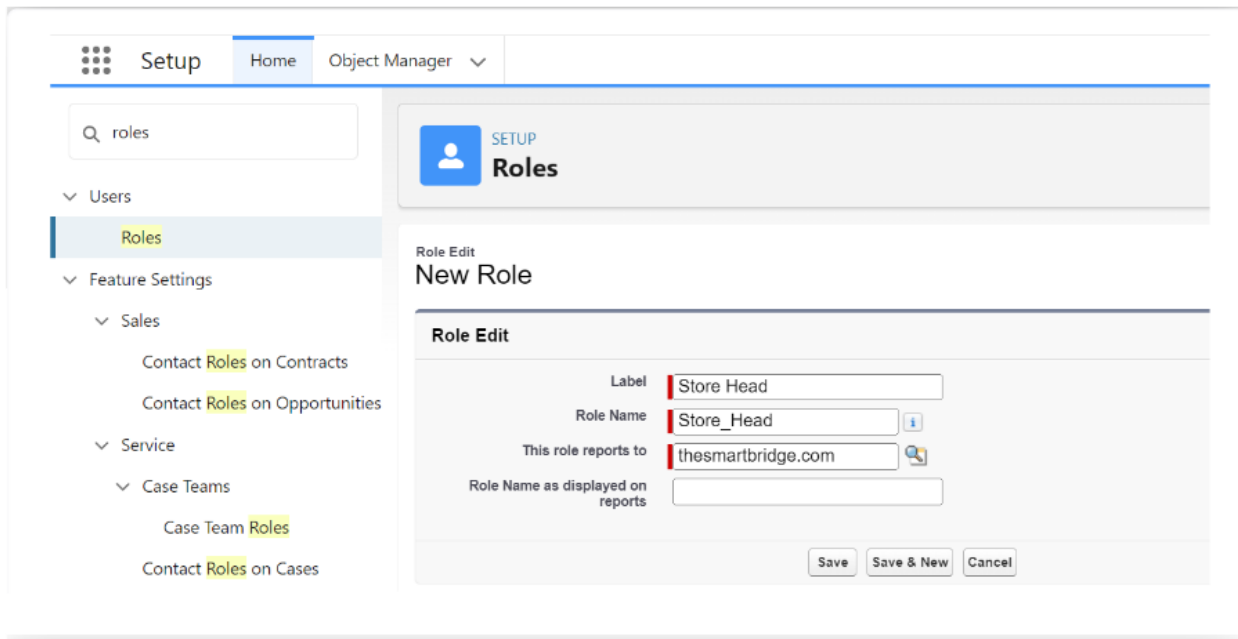 Setup Home Object Manager
roles
SETUP
Roles
Users
Roles
Feature Settings
Sales
Contact Roles on Contracts
Contact Roles on Opportunities
Service
Case Teams
Case Team Roles
Contact Roles on Cases
Role Edit
New Role
Role Edit
Label Store Head
Role Name Store_Head i
This role reports to thesmartbridge.com
Role Name as displayed on
reports
Save Save & New Cancel